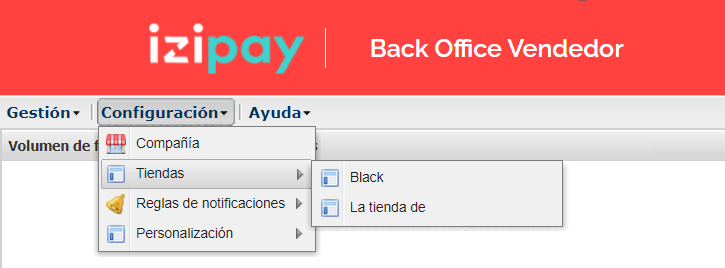 izipay
Back Office Vendedor
Gestión
Configuración
Ayuda
Volumen de
Compañía
Tiendas
Reglas de notificaciones
Personalización
Black
La tienda de